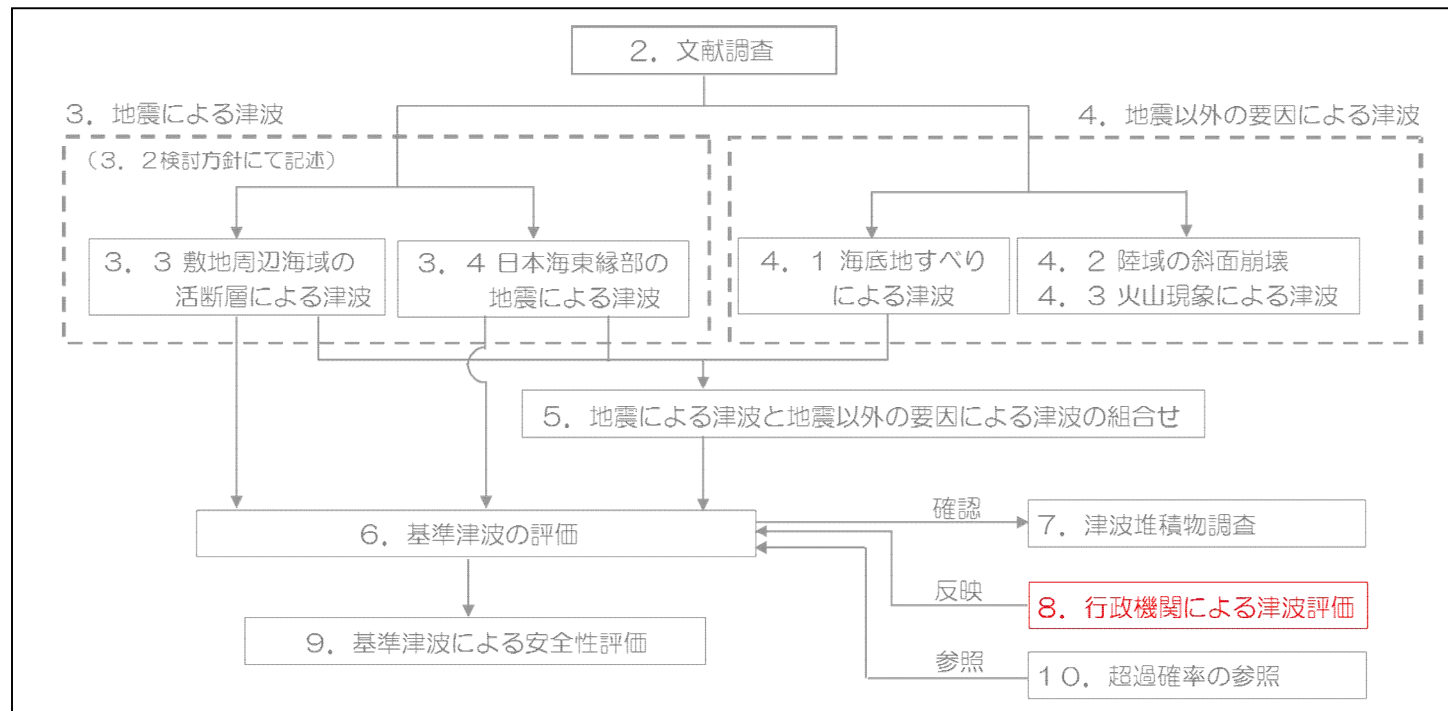 ２．文献調査
３．地震による津波
４．地震以外の要因による津波
（３．２検討方針にて記述）
３．３敷地周辺海域の
活断層による津波
３．４日本海東縁部の
地震による津波
４．１海底地すべり
による津波
４．２陸域の斜面崩壊
４．３火山現象による津波
５．地震による津波と地震以外の要因による津波の組合せ
６．基準津波の評価
確認
７．津波堆積物調査
反映
８．行政機関による津波評価
９．基準津波による安全性評価
参照
１０．超過確率の参照